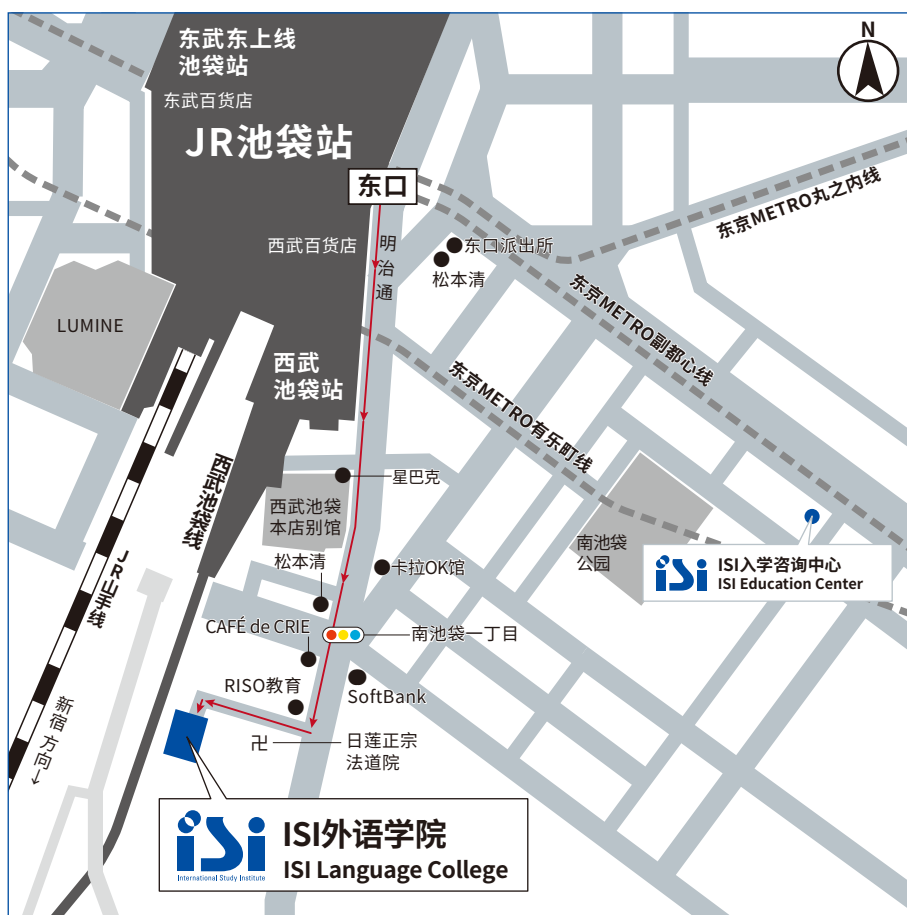 东武东上线
池袋站
东武百货店
JR池袋站
N
东口
东京METRO丸之内线
西武百货店
明治通
东口派出所
松本清
东京METRO副都心线
LUMINE
西武
池袋站
东京METRO有乐町线
星巴克
西武池袋
本店别馆
西武池袋线
JR山手线
南池袋
公园
ISI入学咨询中心
ISI Education Center
松本清
卡拉OK馆
CAFÉ de CRIE
南池袋一丁目
RISO教育
SoftBank
新宿方向→
卍
日莲正宗
法道院
iSi
International Study Institute
ISI外语学院
ISI Language College
iSi